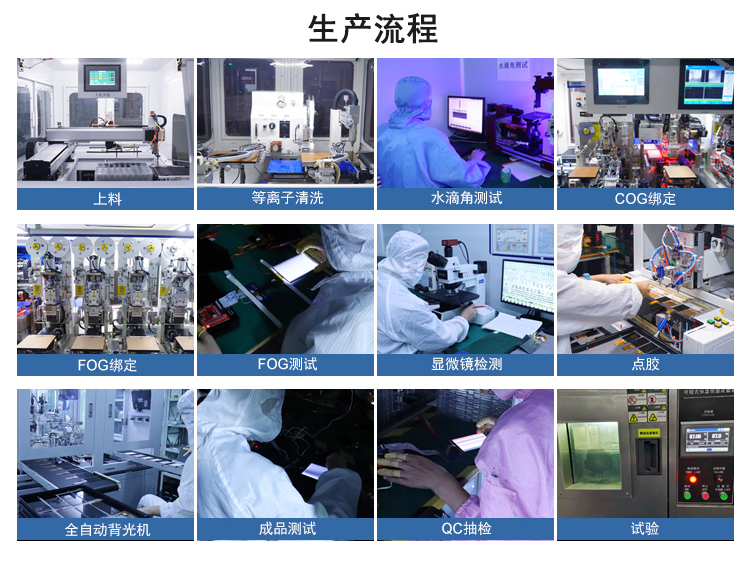 生产流程
水滴角测试
上料
等离子清洗
水滴角测试
COG绑定
FOG绑定
FOG测试
显微镜检测
点胶
87.00
全自动背光机
成品测试
QC抽检
试验